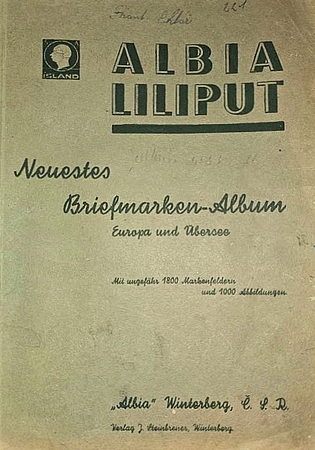 221
ISLAND
ALBIA
LILIPUT
Neuestes
Briefmarken-Album
Europa und Übersee
Mit ungefähr 1800 Markenfeldern
und 1000 Abbildungen
„Albia" Winterberg, Č. S. R.
Verlag J. Steinbrener, Winterberg.